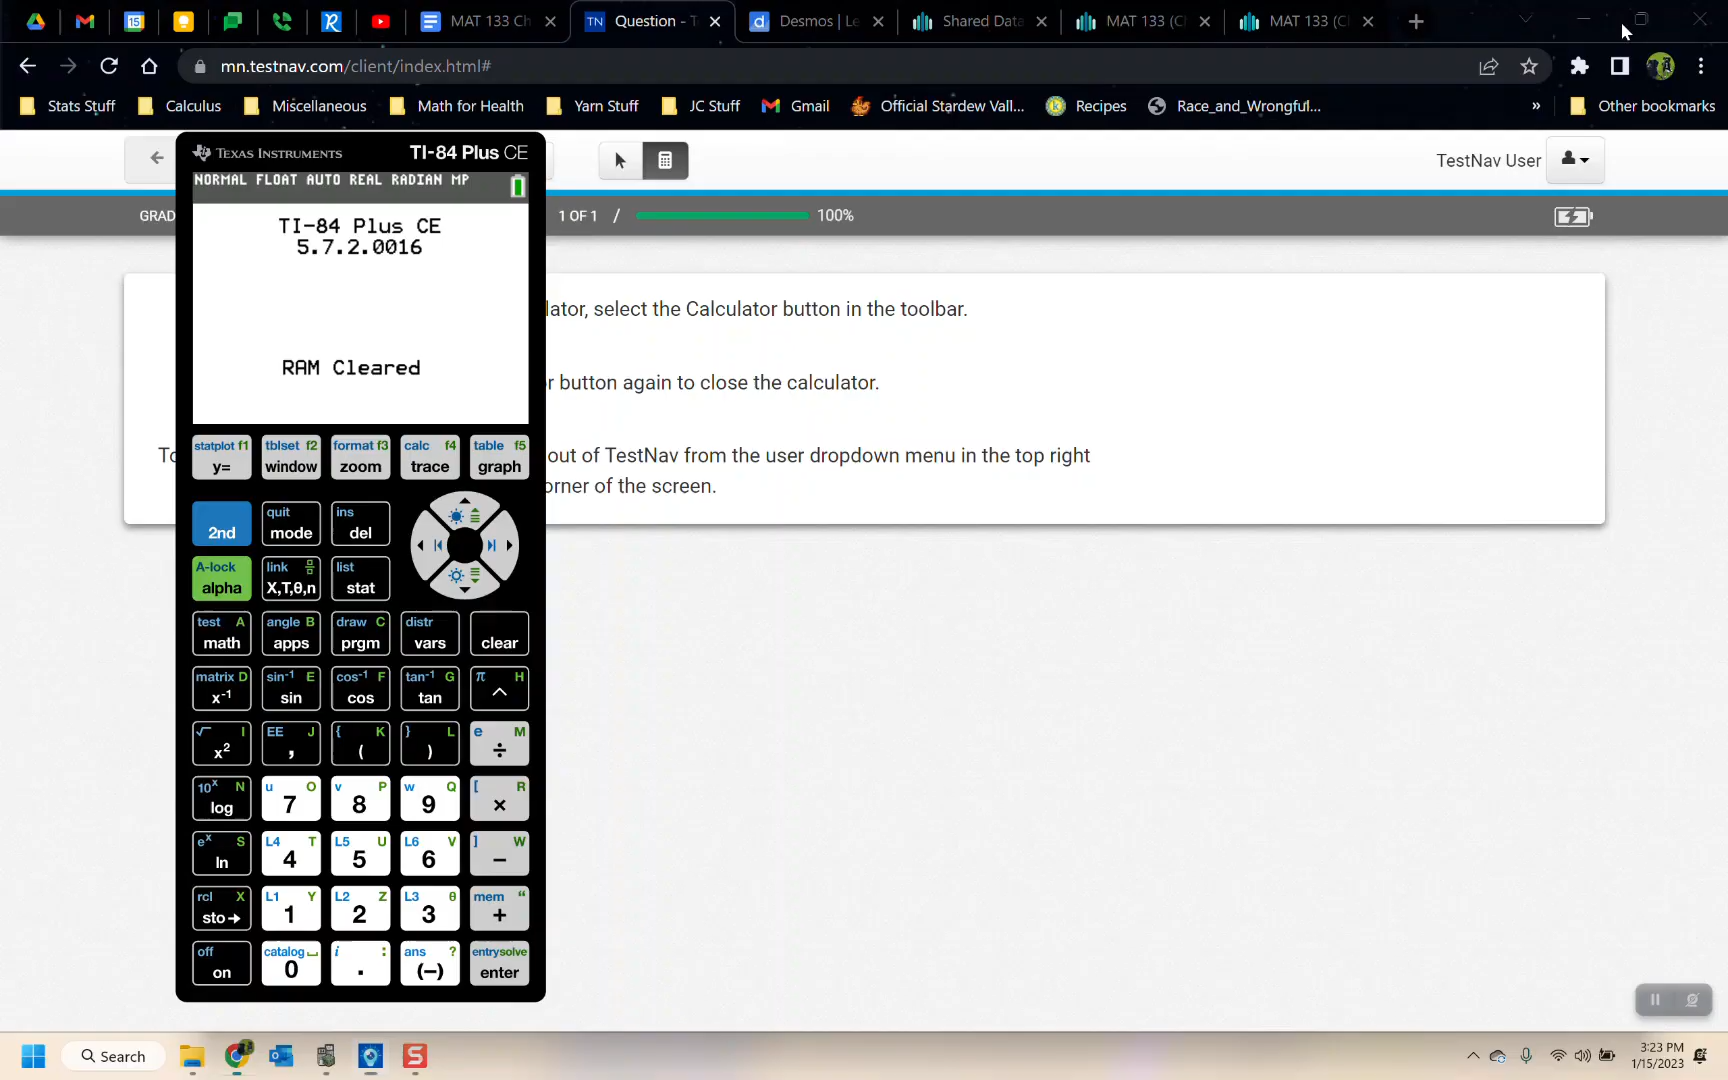 MAT 133 Ch
Question - T
Desmos | Le
Shared Data
MAT 133 (C
MAT 133 (C
mn.testnav.com/client/index.html#
Stats Stuff
Calculus
Miscellaneous
Math for Health
Yarn Stuff
JC Stuff
Gmail
Official Stardew Vall...
Recipes
Race_and_Wrongful...
»
Other bookmarks
TEXAS INSTRUMENTS
TI-84 Plus CE
TestNav User
NORMAL FLOAT AUTO REAL RADIAN MP
GRAD
1 OF 1 /
100%
TI-84 Plus CE
5.7.2.0016
RAM Cleared
lator, select the Calculator button in the toolbar.
or button again to close the calculator.
To
out of TestNav from the user dropdown menu in the top right
orner of the screen.
statplot f1 tblset f2 format f3 calc f4 table f5
y= window zoom trace graph
quit ins
2nd mode del
A-lock link list
alpha X,T,θ,n stat
test A angle B draw C distr
math apps prgm vars clear
matrix D sin⁻¹ E cos⁻¹ F tan⁻¹ G π H
x⁻¹ sin cos tan ^
√ I EE J { K } L e M
x² , ( ) ÷
10ˣ N u O v P w Q [ R
log 7 8 9 ×
eˣ S L4 T L5 U L6 V ] W
ln 4 5 6 −
rcl X L1 Y L2 Z L3 θ mem “
sto→ 1 2 3 +
off catalog i : ans ? entry solve
on 0 . (−) enter
Search
3:23 PM
1/15/2023